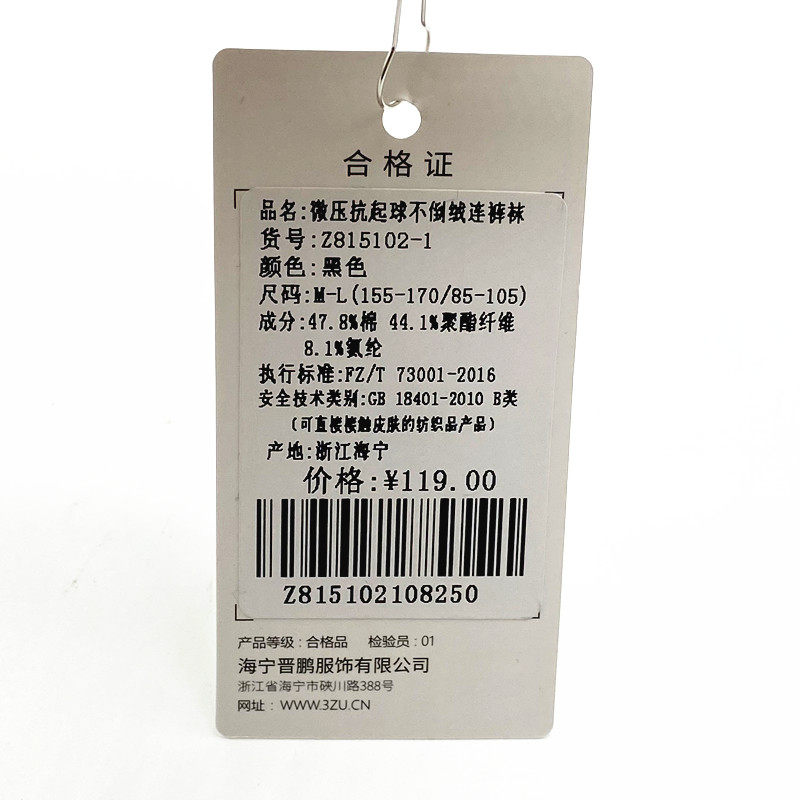 合格证
品名:微压抗起球不倒绒连裤袜
货号:Z815102-1
颜色:黑色
尺码:M-L(155-170/85-105)
成分:47.8%棉 44.1%聚酯纤维
8.1%氨纶
执行标准:FZ/T 73001-2016
安全技术类别:GB 18401-2010 B类
(可直接接触皮肤的纺织品产品)
产地:浙江海宁
价格:¥119.00
Z815102108250
产品等级:合格品 检验员:01
海宁晋鹏服饰有限公司
浙江省海宁市硖川路388号
网址:WWW.3ZU.CN